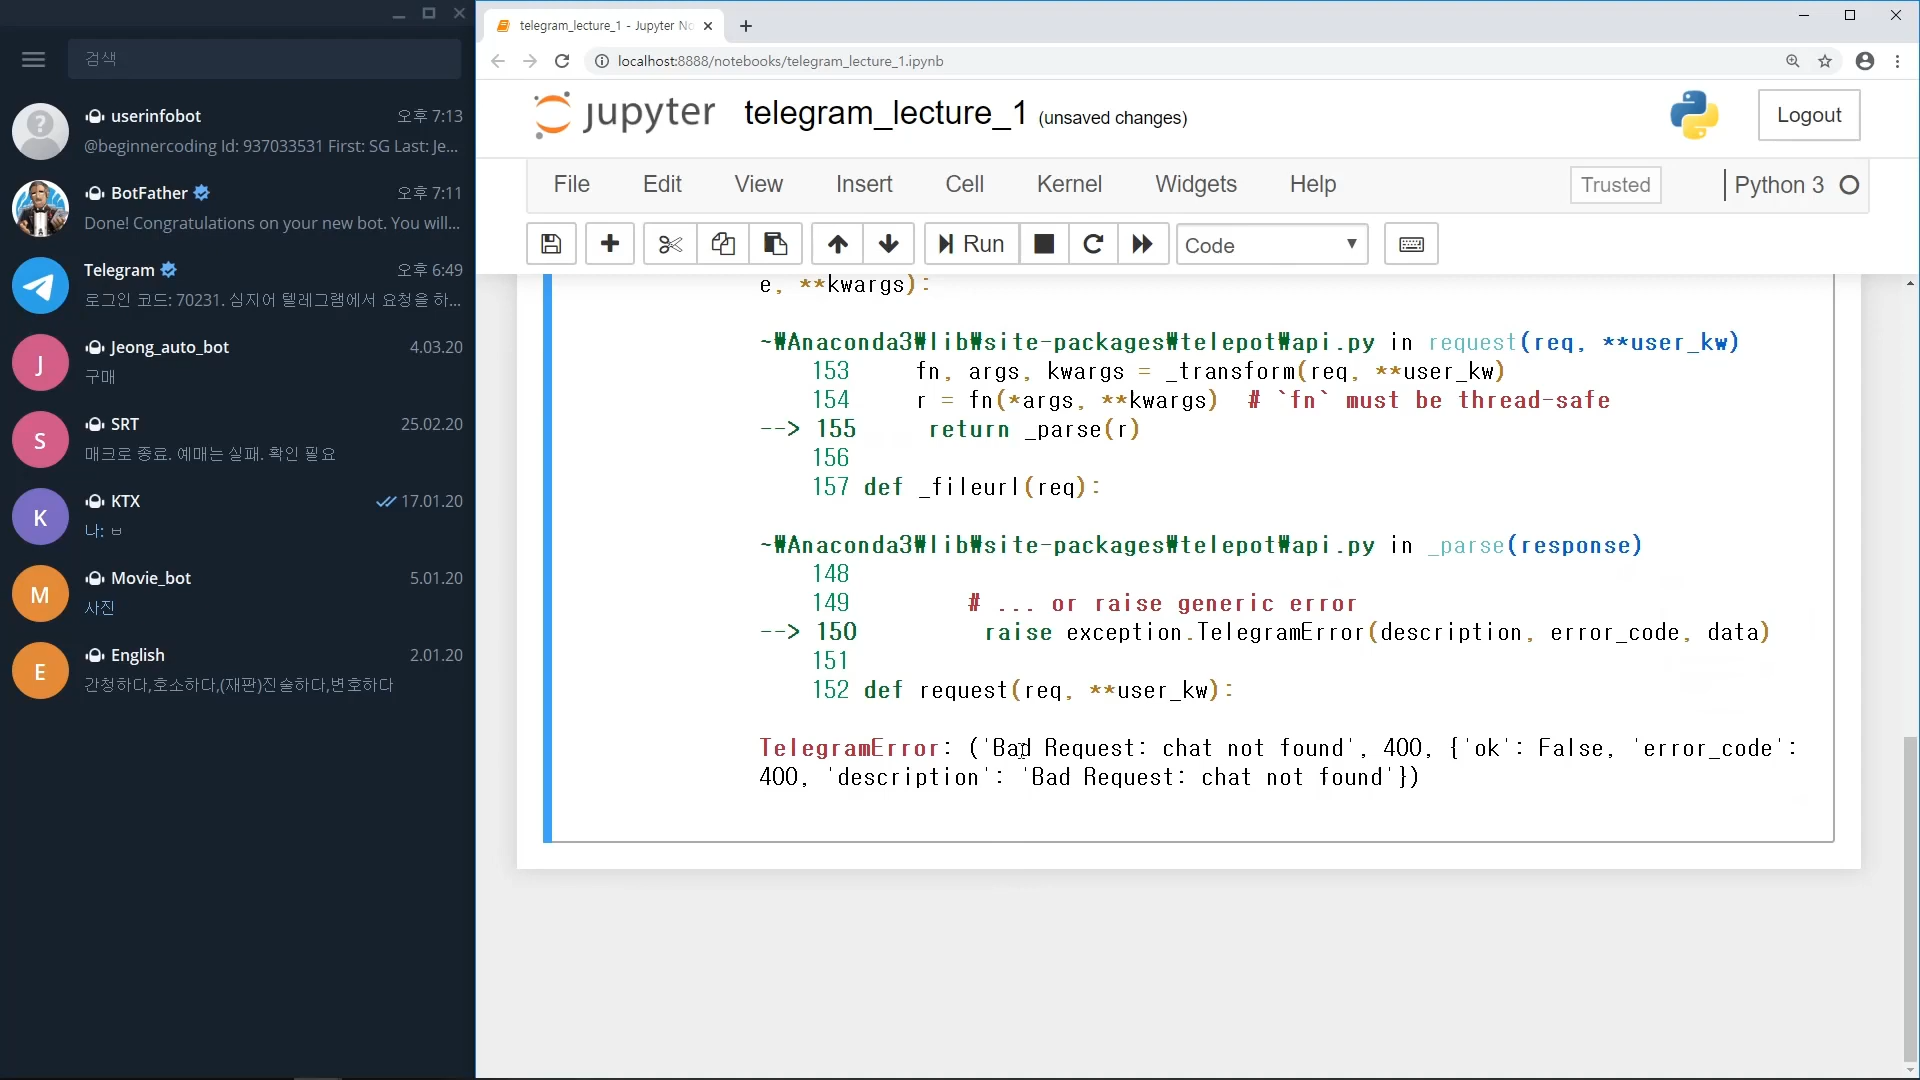 검색
userinfobot 오후 7:13
@beginnercoding Id: 937033531 First: SG Last: Je...
BotFather 오후 7:11
Done! Congratulations on your new bot. You will...
Telegram 오후 6:49
로그인 코드: 70231. 심지어 텔레그램에서 요청을 하...
J
Jeong_auto_bot 4.03.20
구매
S
SRT 25.02.20
매크로 종료. 예매는 실패. 확인 필요
K
KTX 17.01.20
나: ㅂ
M
Movie_bot 5.01.20
사진
E
English 2.01.20
간청하다,호소하다,(재판)진술하다,변호하다
telegram_lecture_1 - Jupyter No
localhost:8888/notebooks/telegram_lecture_1.ipynb
jupyter telegram_lecture_1 (unsaved changes)
Logout
File Edit View Insert Cell Kernel Widgets Help
Trusted Python 3
Run Code
e, **kwargs):
~₩Anaconda3₩lib₩site-packages₩telepot₩api.py in request(req, **user_kw)
153 fn, args, kwargs = _transform(req, **user_kw)
154 r = fn(*args, **kwargs) # `fn` must be thread-safe
--> 155 return _parse(r)
156
157 def _fileurl(req):
~₩Anaconda3₩lib₩site-packages₩telepot₩api.py in _parse(response)
148
149 # ... or raise generic error
--> 150 raise exception.TelegramError(description, error_code, data)
151
152 def request(req, **user_kw):
TelegramError: ('Bad Request: chat not found', 400, {'ok': False, 'error_code':
400, 'description': 'Bad Request: chat not found'})